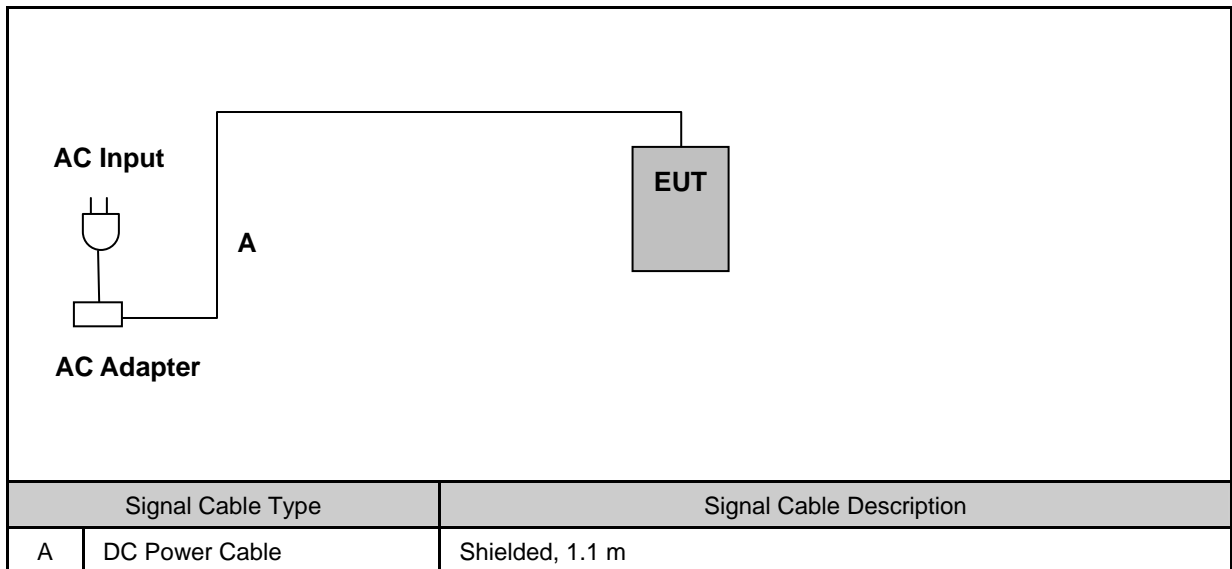 AC Input
EUT
A
AC Adapter
Signal Cable Type Signal Cable Description
A DC Power Cable Shielded, 1.1 m